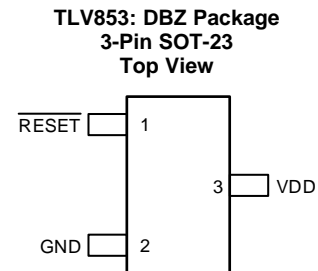 TLV853: DBZ Package
3-Pin SOT-23
Top View
RESET 1
3 VDD
GND 2